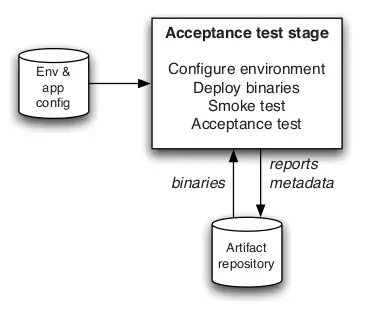 Acceptance test stage
Configure environment
Deploy binaries
Smoke test
Acceptance test
Env &
app
config
binaries
reports
metadata
Artifact
repository